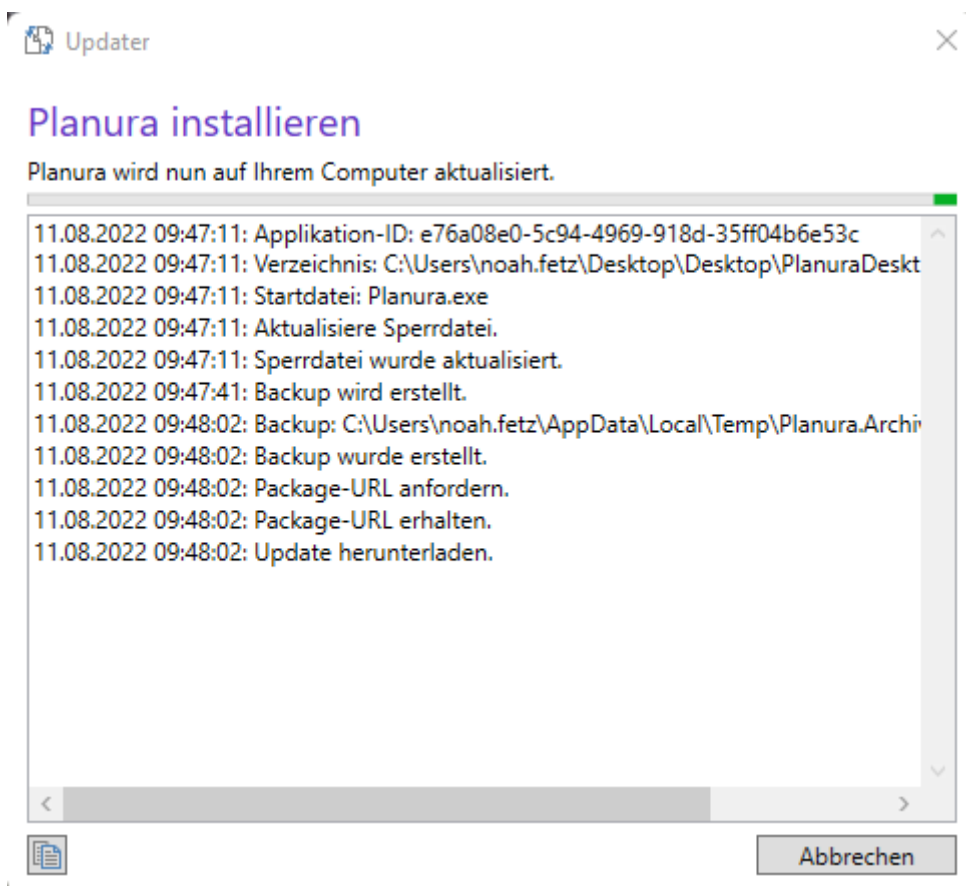 Updater
Planura installieren
Planura wird nun auf Ihrem Computer aktualisiert.
11.08.2022 09:47:11: Applikation-ID: e76a08e0-5c94-4969-918d-35ff04b6e53c
11.08.2022 09:47:11: Verzeichnis: C:\Users\noah.fetz\Desktop\Desktop\PlanuraDeskt
11.08.2022 09:47:11: Startdatei: Planura.exe
11.08.2022 09:47:11: Aktualisiere Sperrdatei.
11.08.2022 09:47:11: Sperrdatei wurde aktualisiert.
11.08.2022 09:47:41: Backup wird erstellt.
11.08.2022 09:48:02: Backup: C:\Users\noah.fetz\AppData\Local\Temp\Planura.Archi
11.08.2022 09:48:02: Backup wurde erstellt.
11.08.2022 09:48:02: Package-URL anfordern.
11.08.2022 09:48:02: Package-URL erhalten.
11.08.2022 09:48:02: Update herunterladen.
Abbrechen